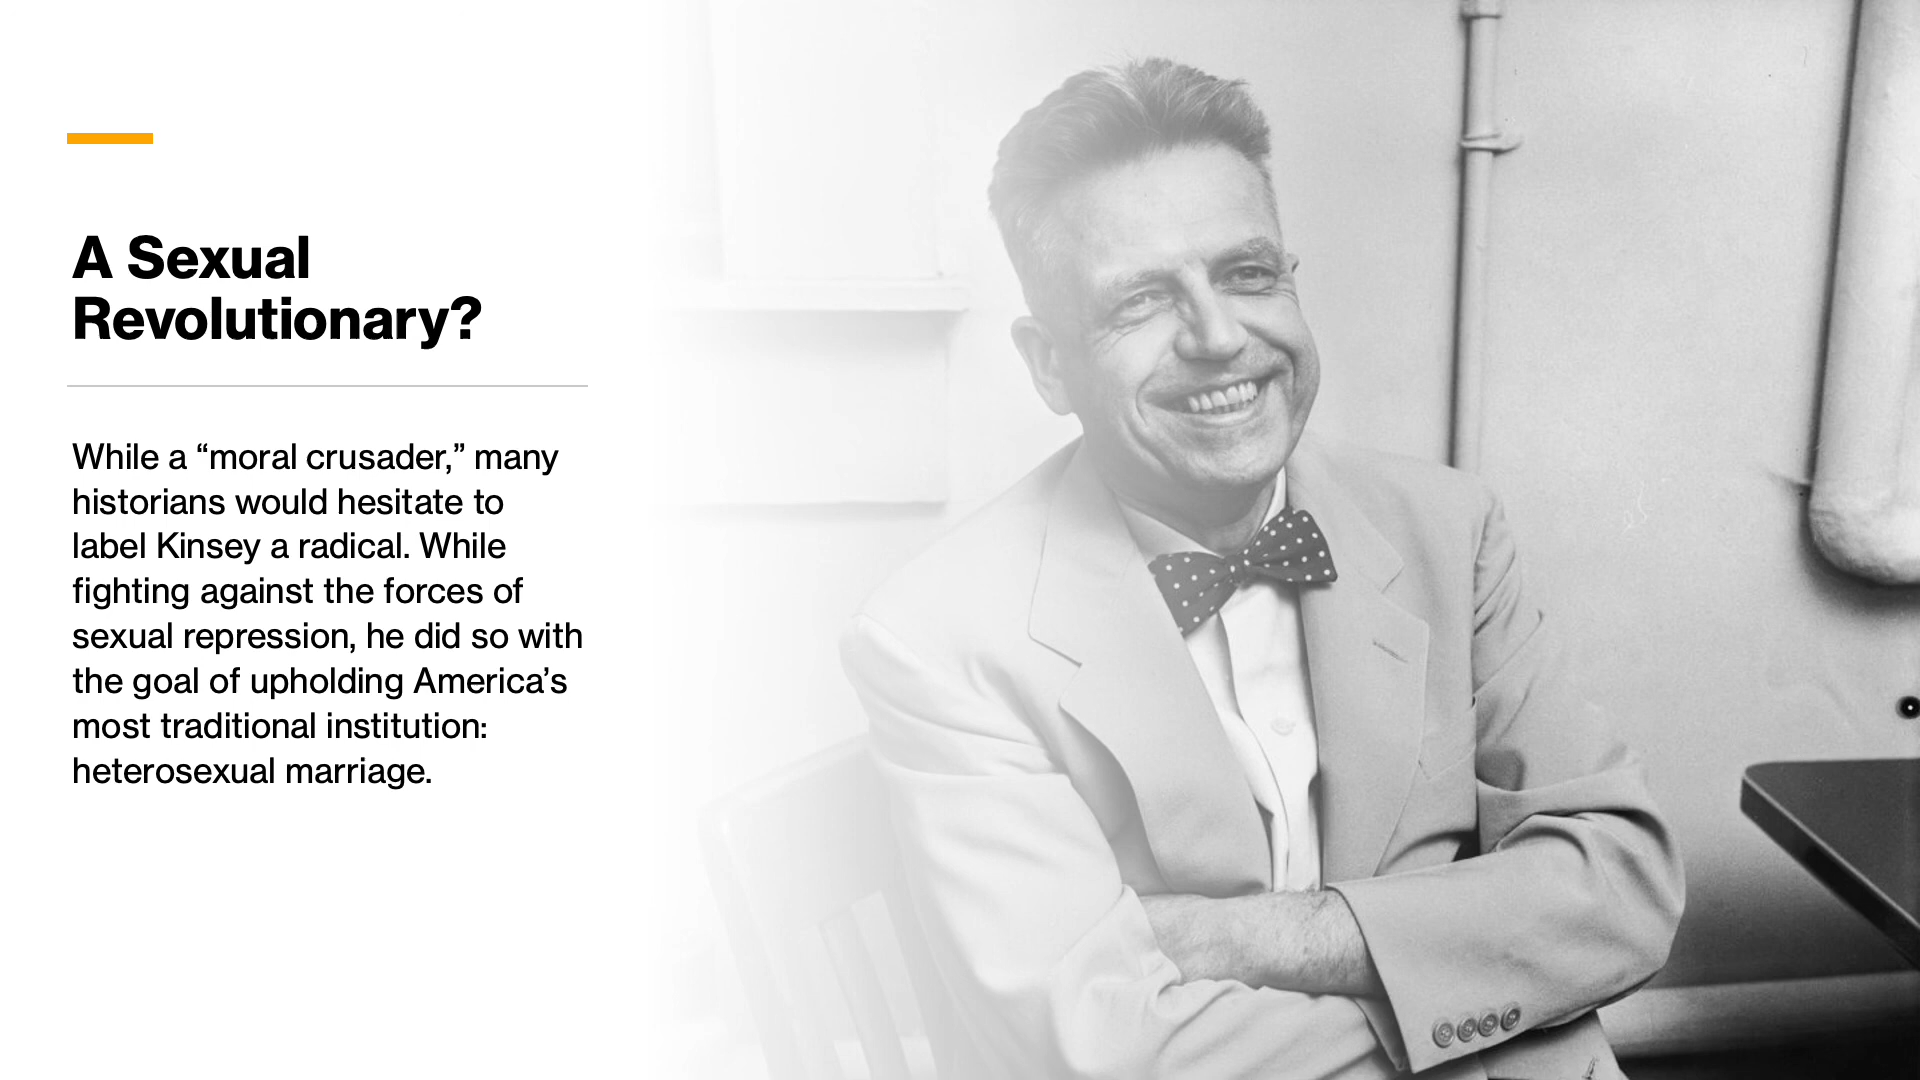 A Sexual
Revolutionary?
While a “moral crusader,” many
historians would hesitate to
label Kinsey a radical. While
fighting against the forces of
sexual repression, he did so with
the goal of upholding America’s
most traditional institution:
heterosexual marriage.